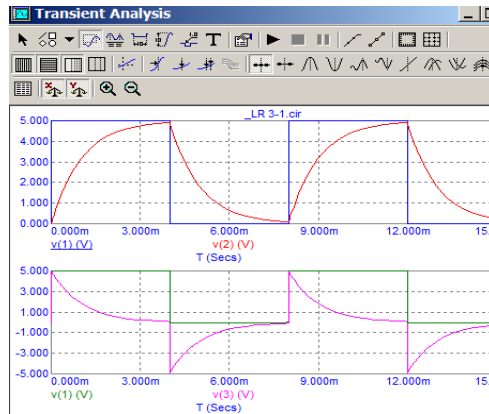 Transient Analysis
T
_LR 3-1.cir
5.000
4.000
3.000
2.000
1.000
0.000
0.000m 3.000m 6.000m 9.000m 12.000m 15.
v(1) (V) v(2) (V)
T (Secs)
5.000
3.000
1.000
-1.000
-3.000
-5.000
0.000m 3.000m 6.000m 9.000m 12.000m 15.
v(1) (V) v(3) (V)
T (Secs)